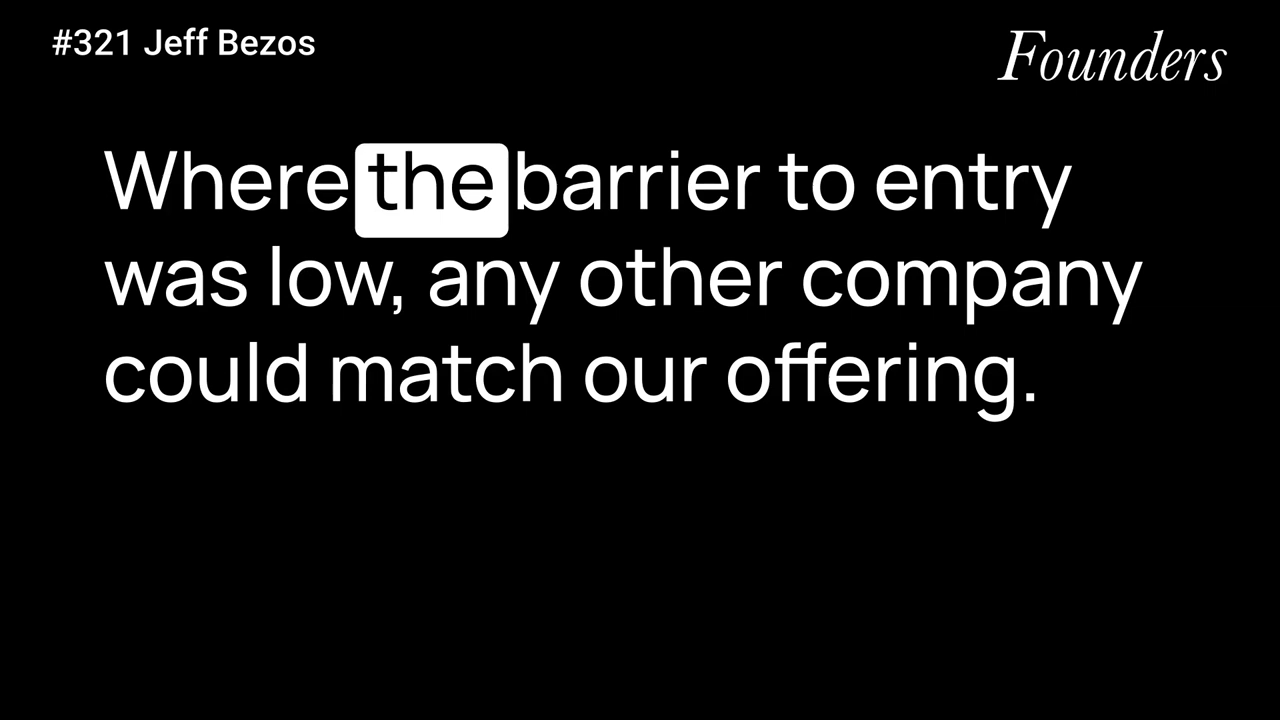 #321 Jeff Bezos
Founders
Where the barrier to entry
was low, any other company
could match our offering.